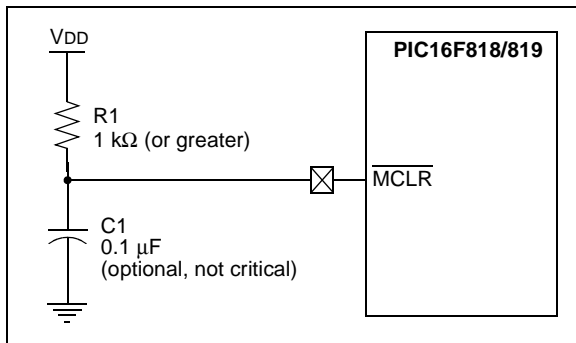 VDD
PIC16F818/819
R1
1 kΩ (or greater)
MCLR
C1
0.1 μF
(optional, not critical)